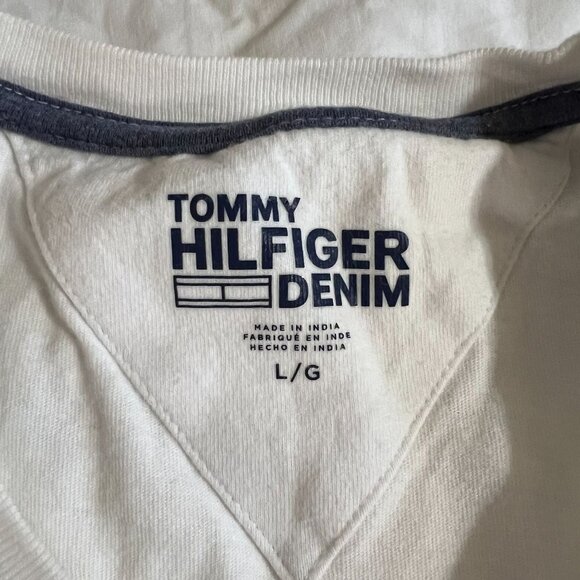 TOMMY
HILFIGER
DENIM
MADE IN INDIA
FABRIQUÉ EN INDE
HECHO EN INDIA
L/G